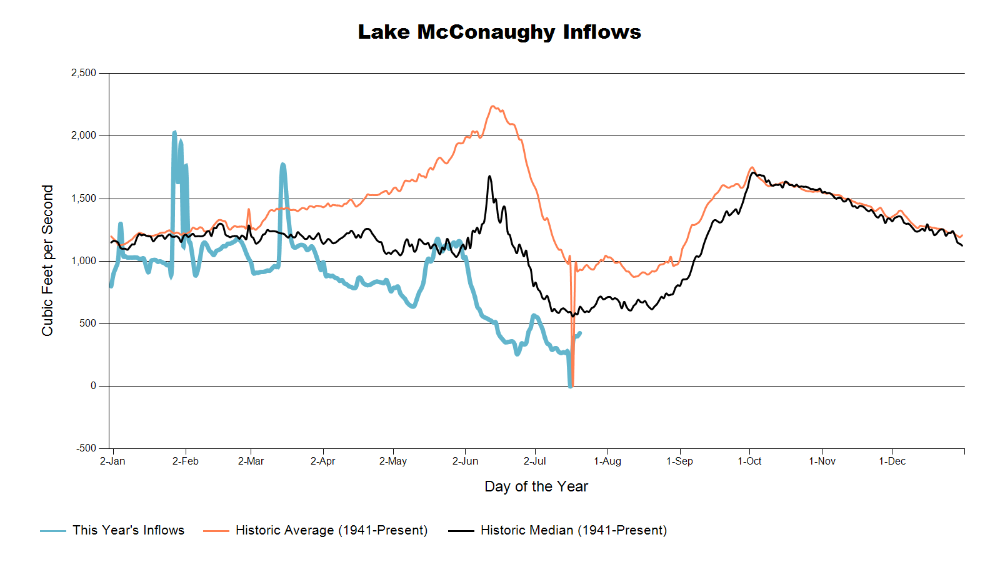 Lake McConaughy Inflows
2,500
2,000
1,500
1,000
500
0
-500
Cubic Feet per Second
2-Jan 2-Feb 2-Mar 2-Apr 2-May 2-Jun 2-Jul 1-Aug 1-Sep 1-Oct 1-Nov 1-Dec
Day of the Year
This Year's Inflows Historic Average (1941-Present) Historic Median (1941-Present)